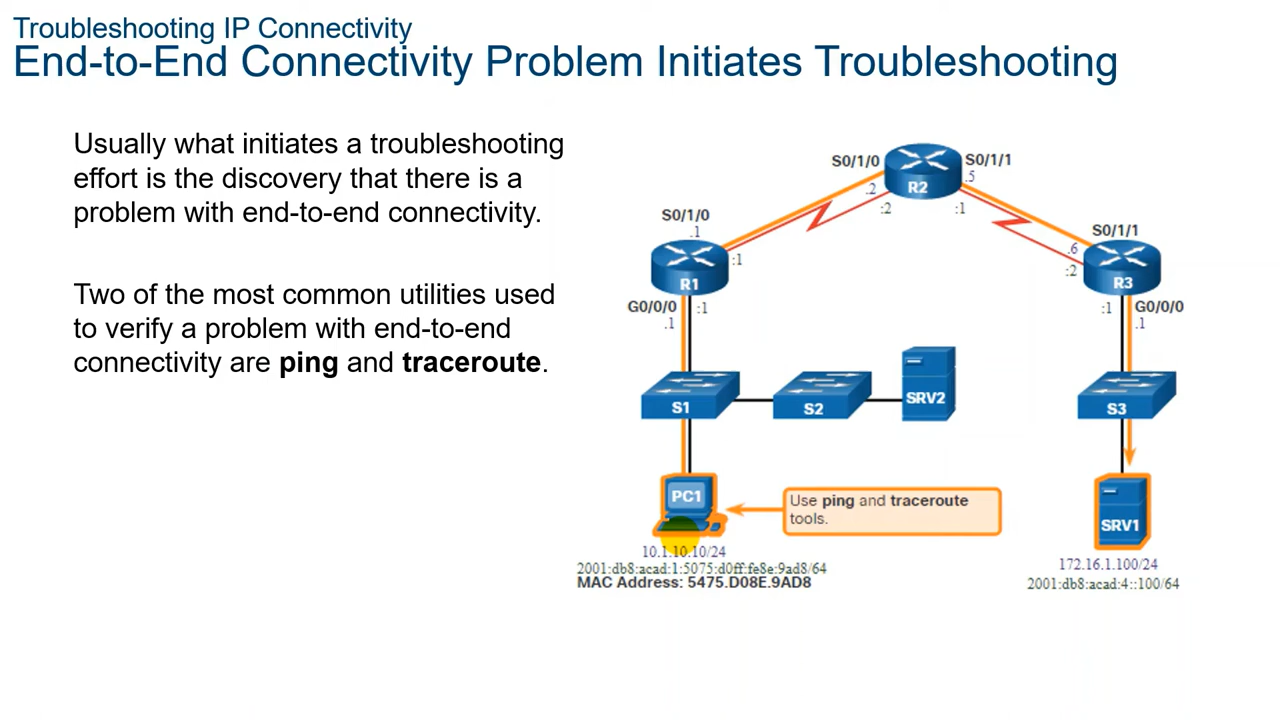 Troubleshooting IP Connectivity
End-to-End Connectivity Problem Initiates Troubleshooting
Usually what initiates a troubleshooting
effort is the discovery that there is a
problem with end-to-end connectivity.
Two of the most common utilities used
to verify a problem with end-to-end
connectivity are ping and traceroute.
S0/1/0
S0/1/1
.2
R2
.5
:2
:1
S0/1/0
.1
:1
R1
S0/1/1
.6
:2
R3
G0/0/0
:1
.1
:1
G0/0/0
.1
S1
S2
SRV2
S3
PC1
Use ping and traceroute
tools.
SRV1
10.1.10.10/24
2001:db8:acad:1:5075:d0ff:fe8e:9ad8/64
MAC Address: 5475.D08E.9AD8
172.16.1.100/24
2001:db8:acad:4::100/64